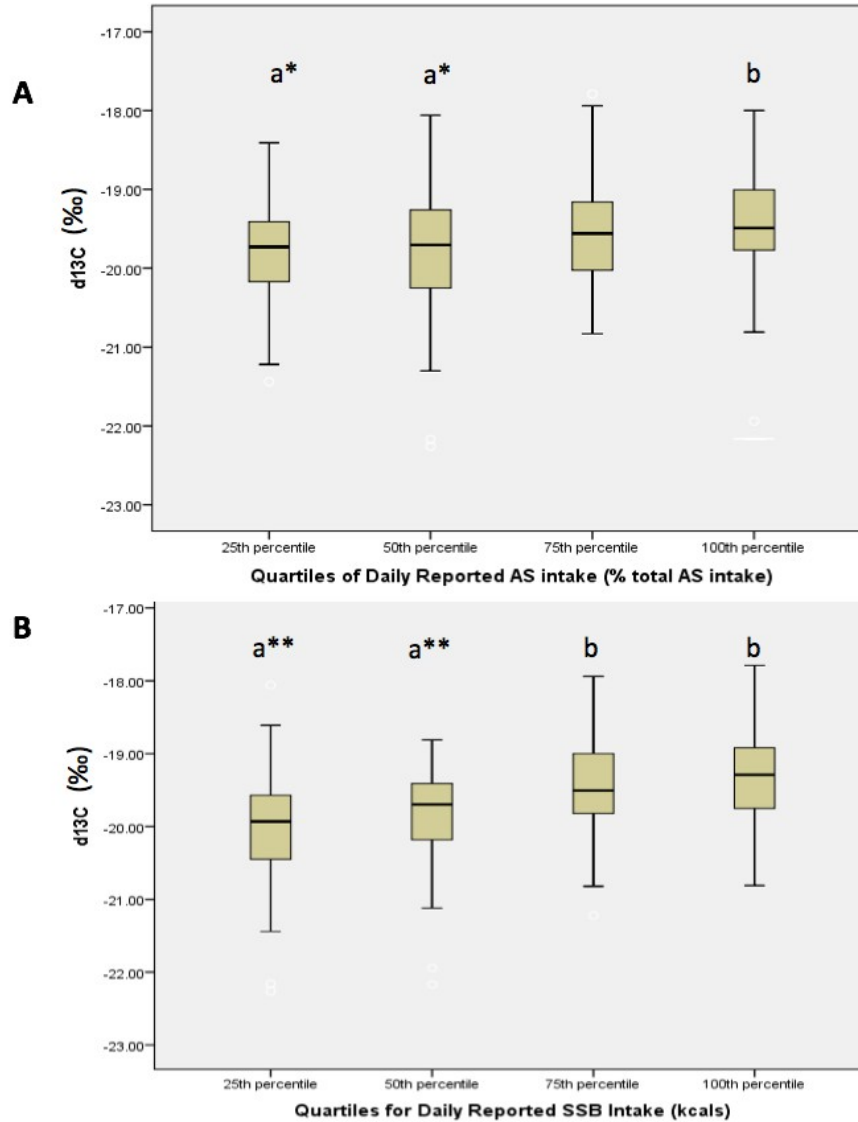 A
a* a* b
d13C (‰)
-17.00
-18.00
-19.00
-20.00
-21.00
-22.00
-23.00
25th percentile 50th percentile 75th percentile 100th percentile
Quartiles of Daily Reported AS intake (% total AS intake)
B
a** a** b b
d13C (‰)
-17.00
-18.00
-19.00
-20.00
-21.00
-22.00
-23.00
25th percentile 50th percentile 75th percentile 100th percentile
Quartiles for Daily Reported SSB Intake (kcals)